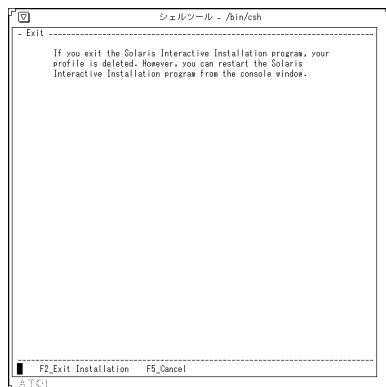 シェルツール - /bin/csh
- Exit
If you exit the Solaris Interactive Installation program, your
profile is deleted. However, you can restart the Solaris
Interactive Installation program from the console window.
F2_Exit Installation    F5_Cancel